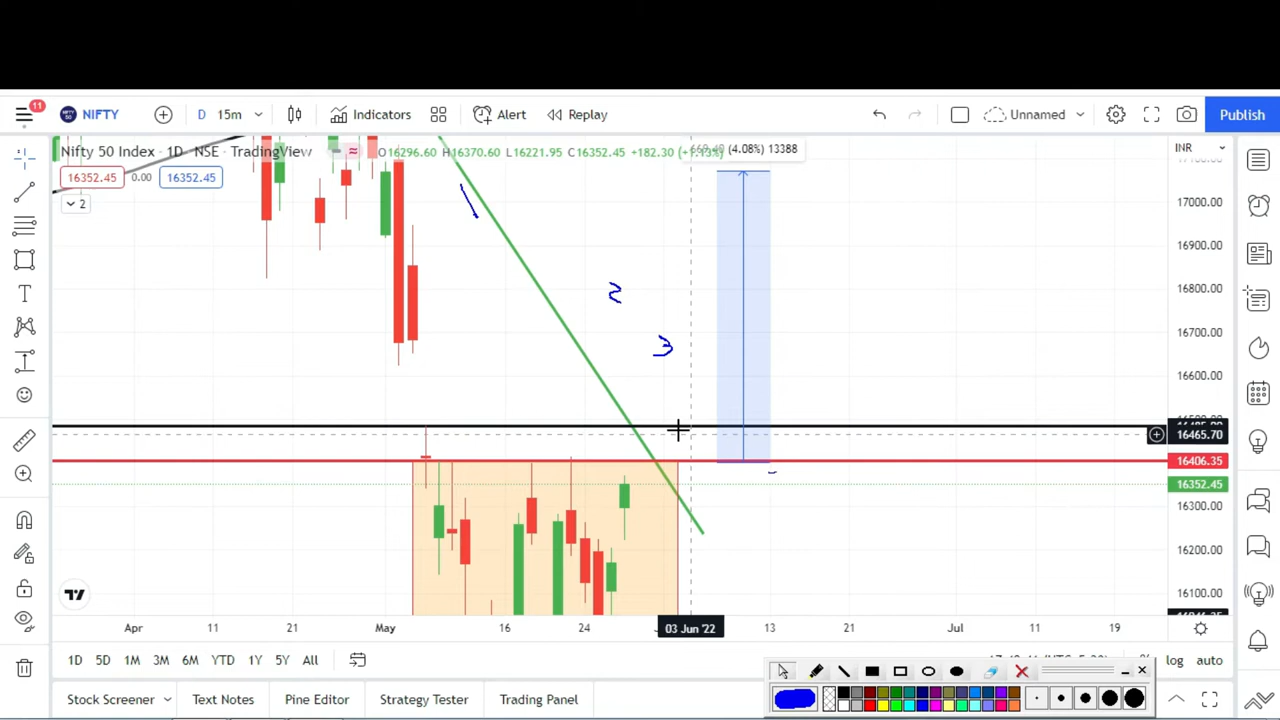 11
NIFTY
D 15m
Indicators
Alert
Replay
Unnamed
Publish
Nifty 50 Index · 1D · NSE · TradingView
O16296.60 H16370.60 L16221.95 C16352.45 +182.30
(4.08%) 13388
INR
16352.45 0.00 16352.45
2
17000.00
16900.00
16800.00
16700.00
16600.00
16465.70
16406.35
16352.45
16300.00
16200.00
16100.00
2
3
Apr 11 21 May 16 24 03 Jun '22 13 21 Jul 11 19
1D 5D 1M 3M 6M YTD 1Y 5Y All
% log auto
Stock Screener Text Notes Pine Editor Strategy Tester Trading Panel